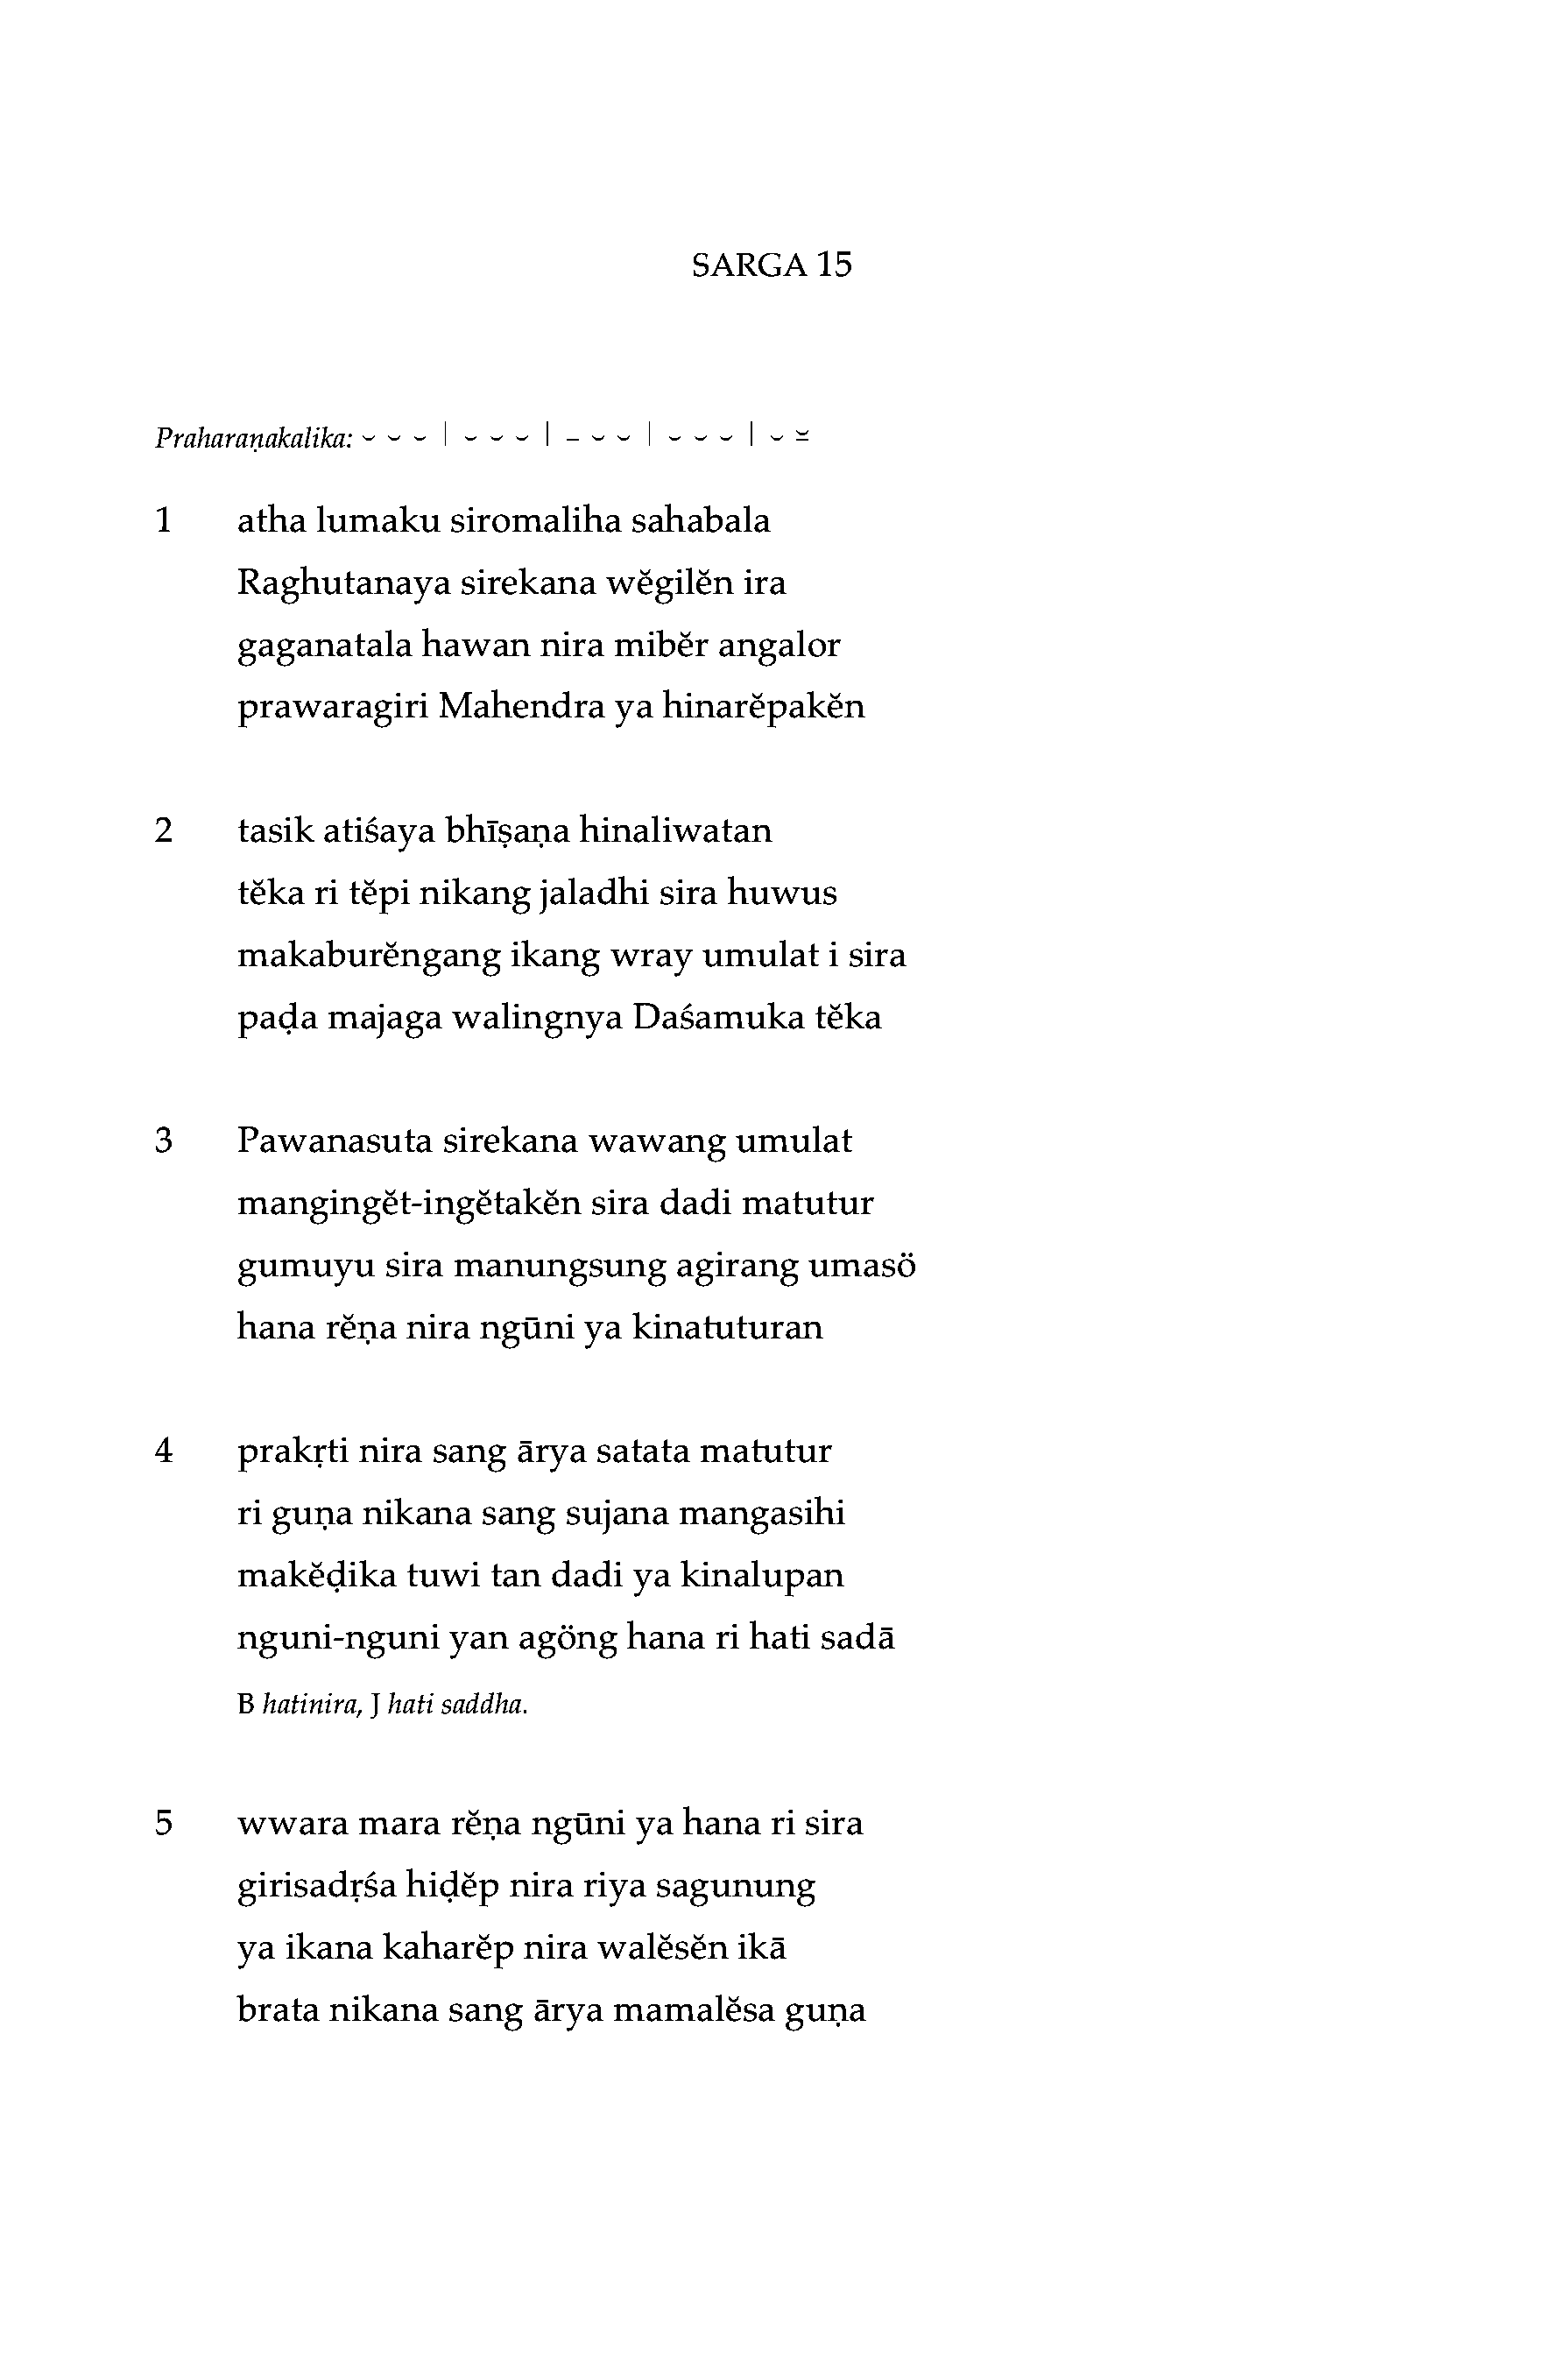 SARGA 15
Praharaṇakalika: ⏑ ⏑ ⏑ | ⏑ ⏑ ⏑ | – ⏑ ⏑ | ⏑ ⏑ ⏑ | ⏑ ⏓
1 atha lumaku siromaliha sahabala
Raghutanaya sirekana wĕgilĕn ira
gaganatala hawan nira mibĕr angalor
prawaragiri Mahendra ya hinarĕpakĕn
2 tasik atiśaya bhīṣaṇa hinaliwatan
tĕka ri tĕpi nikang jaladhi sira huwus
makaburĕngang ikang wray umulat i sira
paḍa majaga walingnya Daśamuka tĕka
3 Pawanasuta sirekana wawang umulat
mangingĕt-ingĕtakĕn sira dadi matutur
gumuyu sira manungsung agirang umasö
hana rĕṇa nira ngūni ya kinatuturan
4 prakṛti nira sang ārya satata matutur
ri guṇa nikana sang sujana mangasihi
makĕḍika tuwi tan dadi ya kinalupan
nguni-nguni yan agöng hana ri hati sadā
B hatinira, J hati saddha.
5 wwara mara rĕṇa ngūni ya hana ri sira
girisadṛśa hiḍĕp nira riya sagunung
ya ikana kaharĕp nira walĕsĕn ikā
brata nikana sang ārya mamalĕsa guṇa